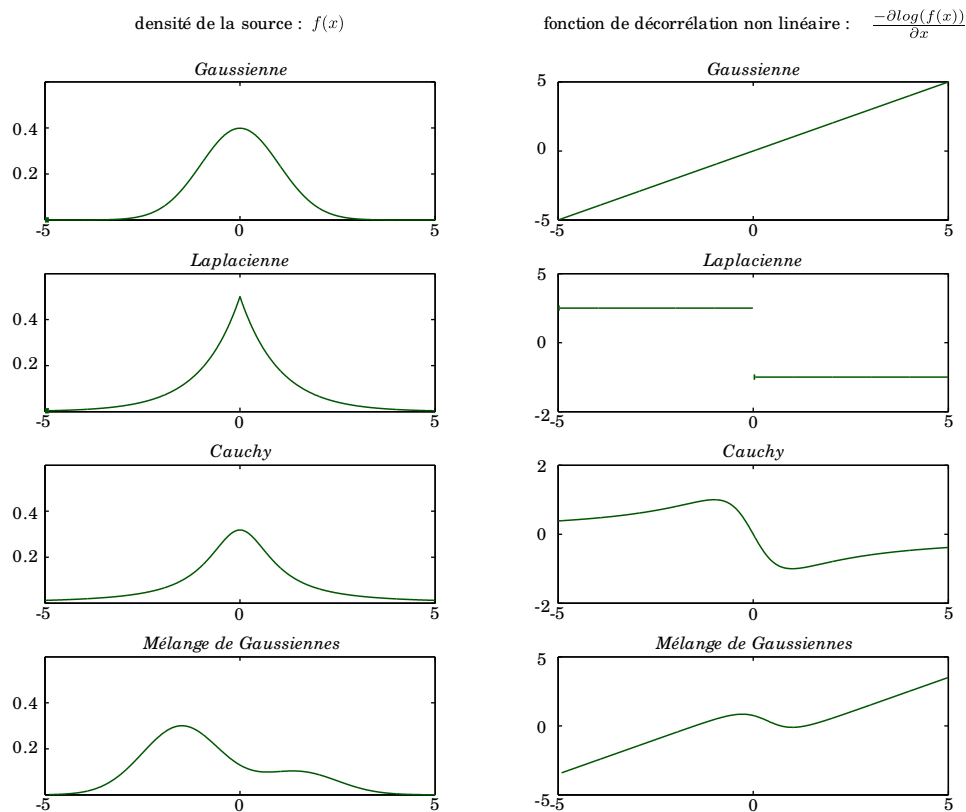 densité de la source : f(x)
fonction de décorrélation non linéaire : −∂log(f(x))/∂x
Gaussienne
0.4
0.2
-5 0 5
Gaussienne
5
0
-5
-5 0 5
Laplacienne
0.4
0.2
-5 0 5
Laplacienne
5
0
-2
-5 0 5
Cauchy
0.4
0.2
-5 0 5
Cauchy
2
0
-2
-5 0 5
Mélange de Gaussiennes
0.4
0.2
-5 0 5
Mélange de Gaussiennes
5
0
-5
-5 0 5